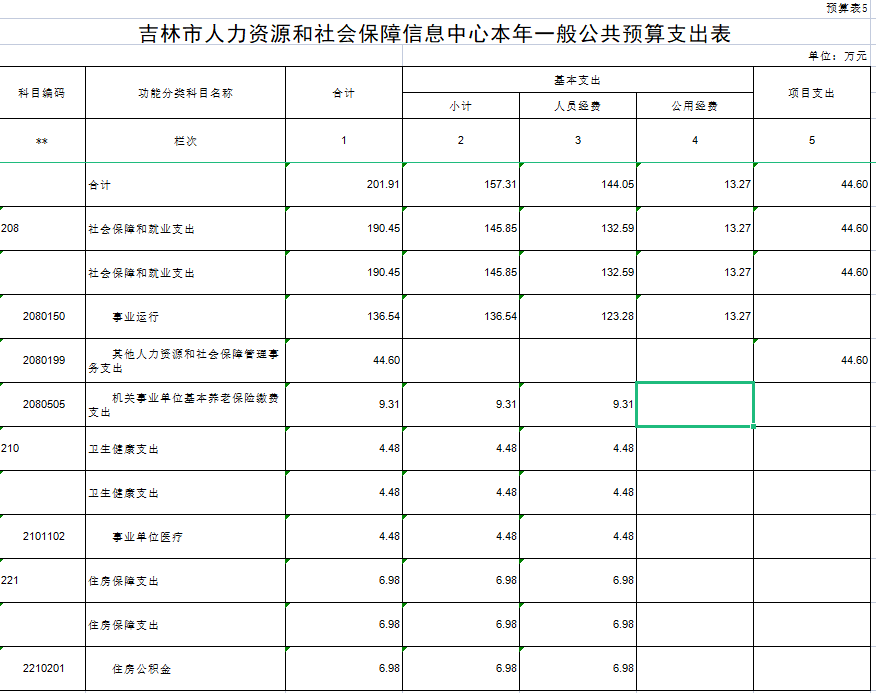 预算表5
吉林市人力资源和社会保障信息中心本年一般公共预算支出表
单位：万元
科目编码 功能分类科目名称 合计 基本支出 项目支出
小计 人员经费 公用经费
** 栏次 1 2 3 4 5
合计 201.91 157.31 144.05 13.27 44.60
208 社会保障和就业支出 190.45 145.85 132.59 13.27 44.60
社会保障和就业支出 190.45 145.85 132.59 13.27 44.60
2080150 事业运行 136.54 136.54 123.28 13.27
2080199 其他人力资源和社会保障管理事
务支出 44.60 44.60
2080505 机关事业单位基本养老保险缴费
支出 9.31 9.31 9.31
210 卫生健康支出 4.48 4.48 4.48
卫生健康支出 4.48 4.48 4.48
2101102 事业单位医疗 4.48 4.48 4.48
221 住房保障支出 6.98 6.98 6.98
住房保障支出 6.98 6.98 6.98
2210201 住房公积金 6.98 6.98 6.98